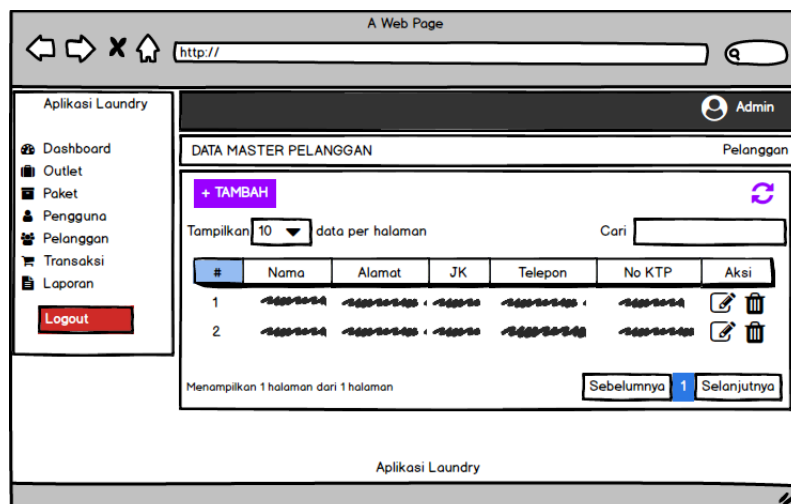 A Web Page
http://
Aplikasi Laundry
Admin
Dashboard
Outlet
Paket
Pengguna
Pelanggan
Transaksi
Laporan
Logout
DATA MASTER PELANGGAN
Pelanggan
+ TAMBAH
Tampilkan 10 data per halaman
Cari
# Nama Alamat JK Telepon No KTP Aksi
1
2
Menampilkan 1 halaman dari 1 halaman
Sebelumnya 1 Selanjutnya
Aplikasi Laundry